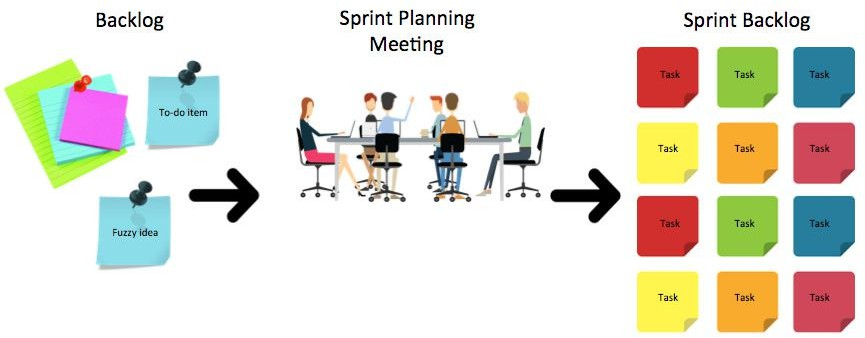 Backlog
Sprint Planning
Meeting
Sprint Backlog
To-do item
Fuzzy idea
Task
Task
Task
Task
Task
Task
Task
Task
Task
Task
Task
Task